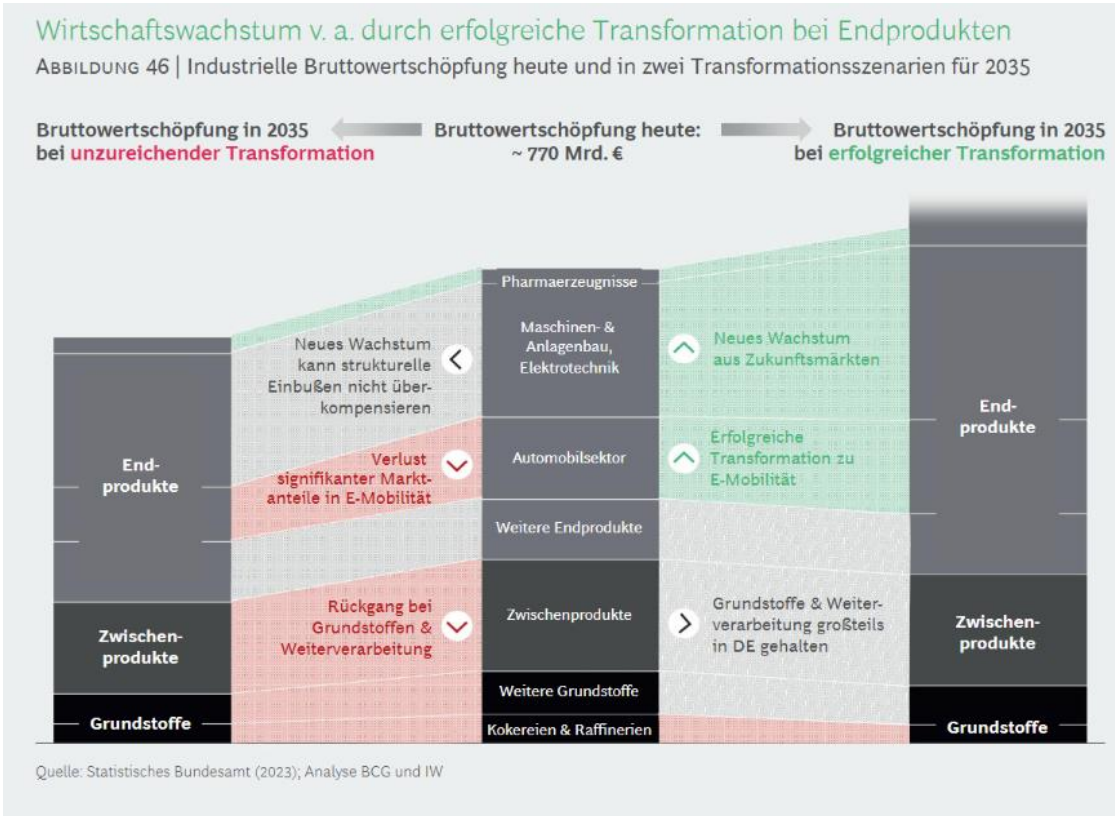 Wirtschaftswachstum v. a. durch erfolgreiche Transformation bei Endprodukten
ABBILDUNG 46 | Industrielle Bruttowertschöpfung heute und in zwei Transformationsszenarien für 2035
Bruttowertschöpfung in 2035
bei unzureichender Transformation
Bruttowertschöpfung heute:
~ 770 Mrd. €
Bruttowertschöpfung in 2035
bei erfolgreicher Transformation
End-
produkte
Zwischen-
produkte
Grundstoffe
Neues Wachstum
kann strukturelle
Einbußen nicht über-
kompensieren
Verlust
signifikanter Markt-
anteile in E-Mobilität
Rückgang bei
Grundstoffen &
Weiterverarbeitung
Pharmaerzeugnisse
Maschinen- &
Anlagenbau,
Elektrotechnik
Automobilsektor
Weitere Endprodukte
Zwischenprodukte
Weitere Grundstoffe
Kokereien & Raffinerien
Neues Wachstum
aus Zukunftsmärkten
Erfolgreiche
Transformation zu
E-Mobilität
Grundstoffe & Weiter-
verarbeitung großteils
in DE gehalten
End-
produkte
Zwischen-
produkte
Grundstoffe
Quelle: Statistisches Bundesamt (2023); Analyse BCG und IW